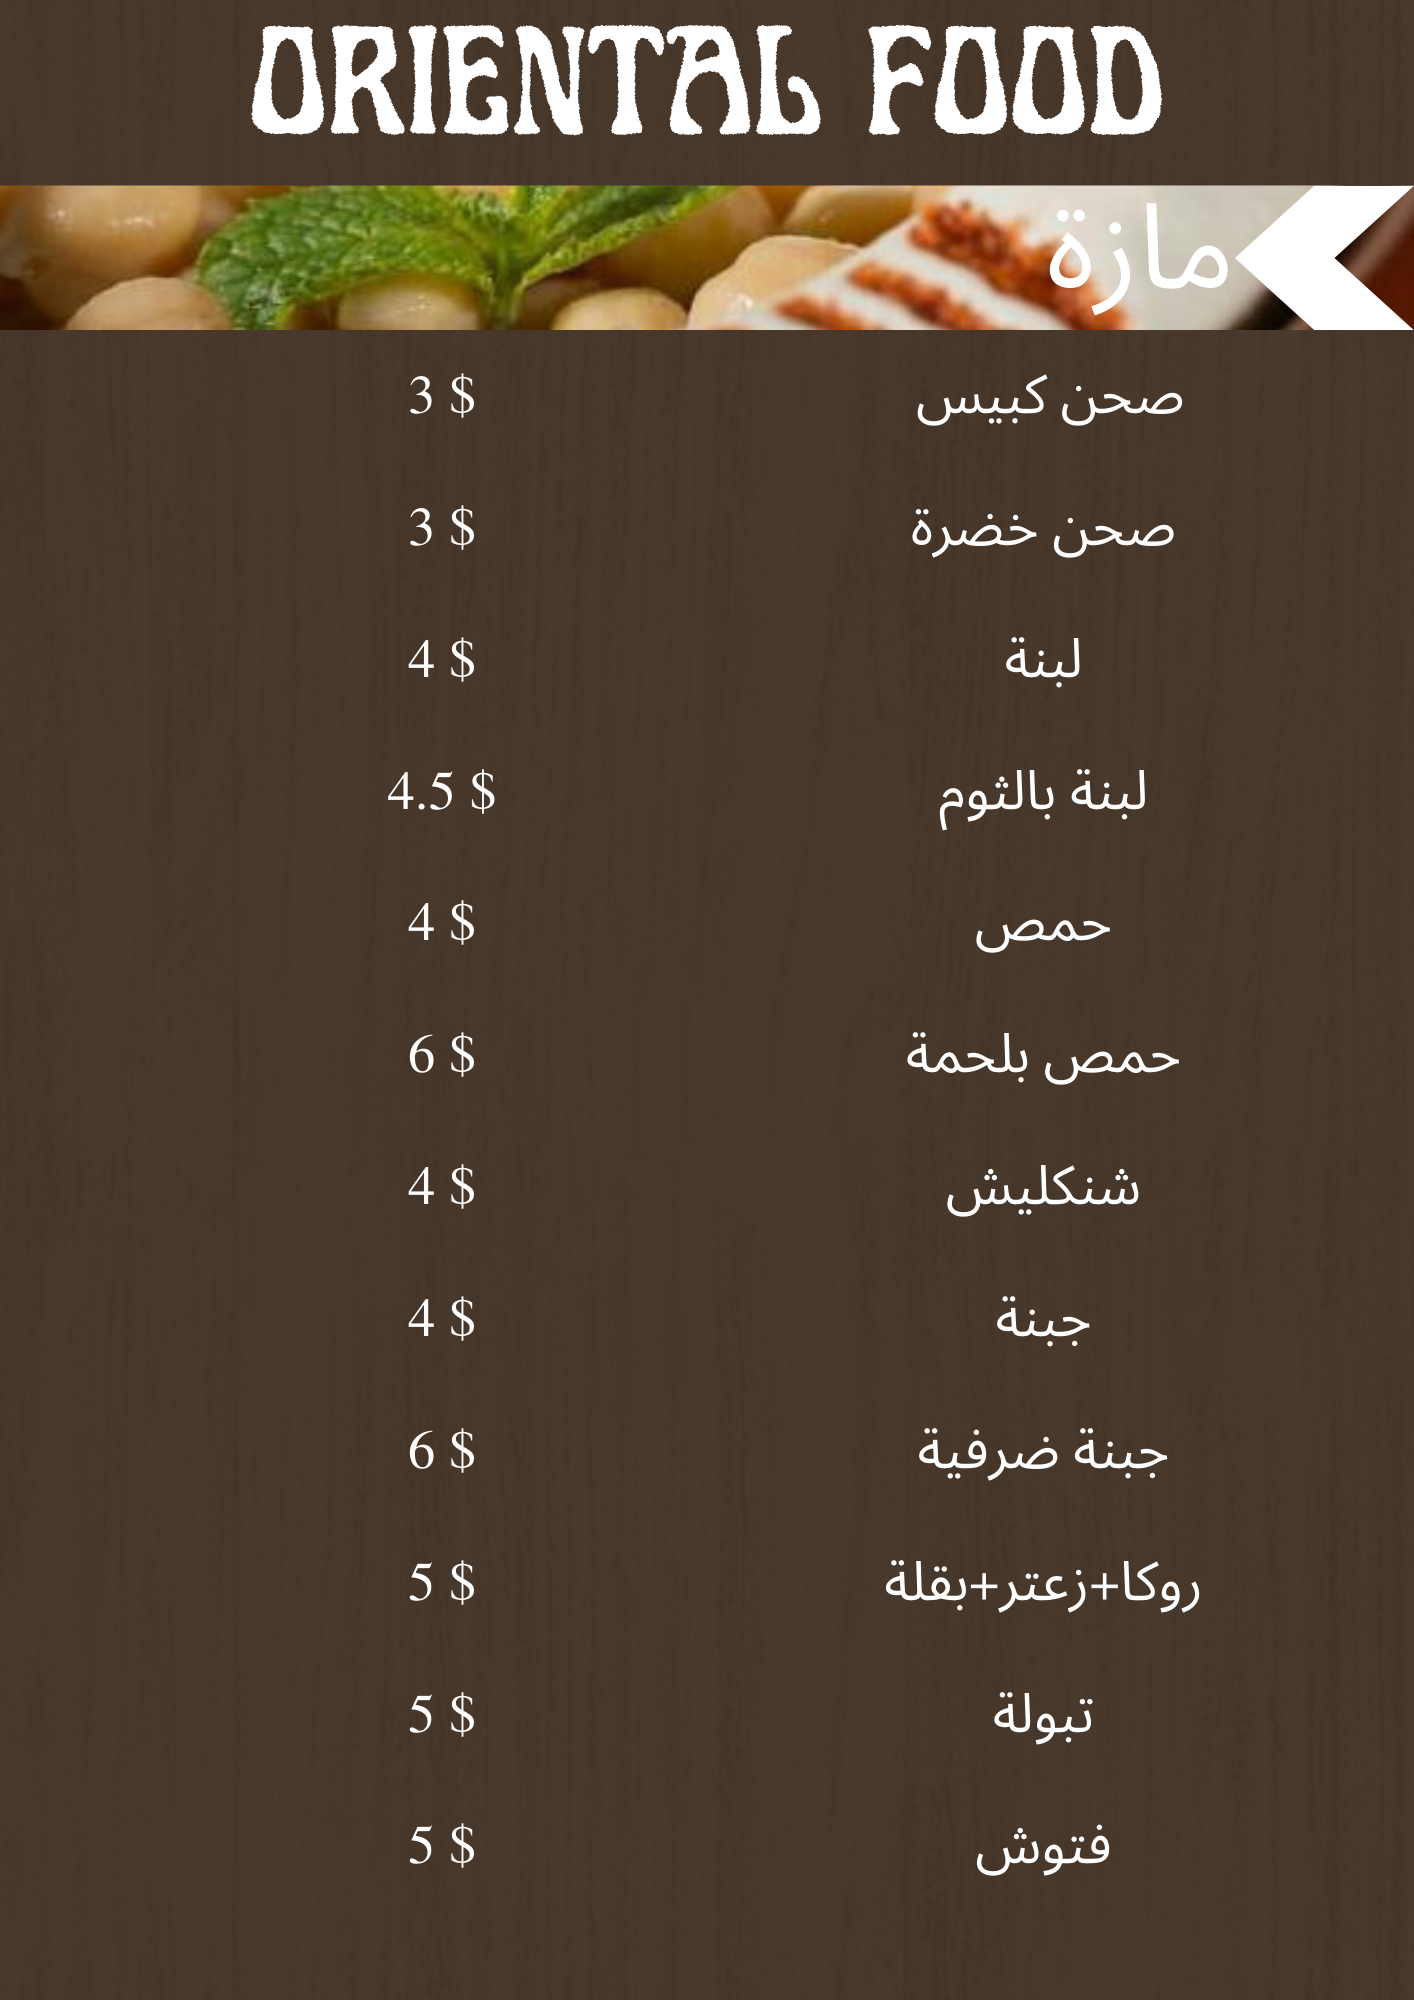 ORIENTAL FOOD
مازة
صحن كبيس 3 $
صحن خضرة 3 $
لبنة 4 $
لبنة بالثوم 4.5 $
حمص 4 $
حمص بلحمة 6 $
شنكليش 4 $
جبنة 4 $
جبنة ضرفية 6 $
روكا+زعتر+بقلة 5 $
تبولة 5 $
فتوش 5 $